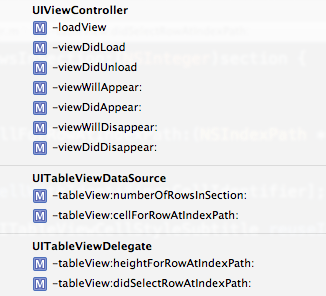 UIViewController
M -loadView
M -viewDidLoad
M -viewDidUnload
M -viewWillAppear:
M -viewDidAppear:
M -viewWillDisappear:
M -viewDidDisappear:
UITableViewDataSource
M -tableView:numberOfRowsInSection:
M -tableView:cellForRowAtIndexPath:
UITableViewDelegate
M -tableView:heightForRowAtIndexPath:
M -tableView:didSelectRowAtIndexPath: